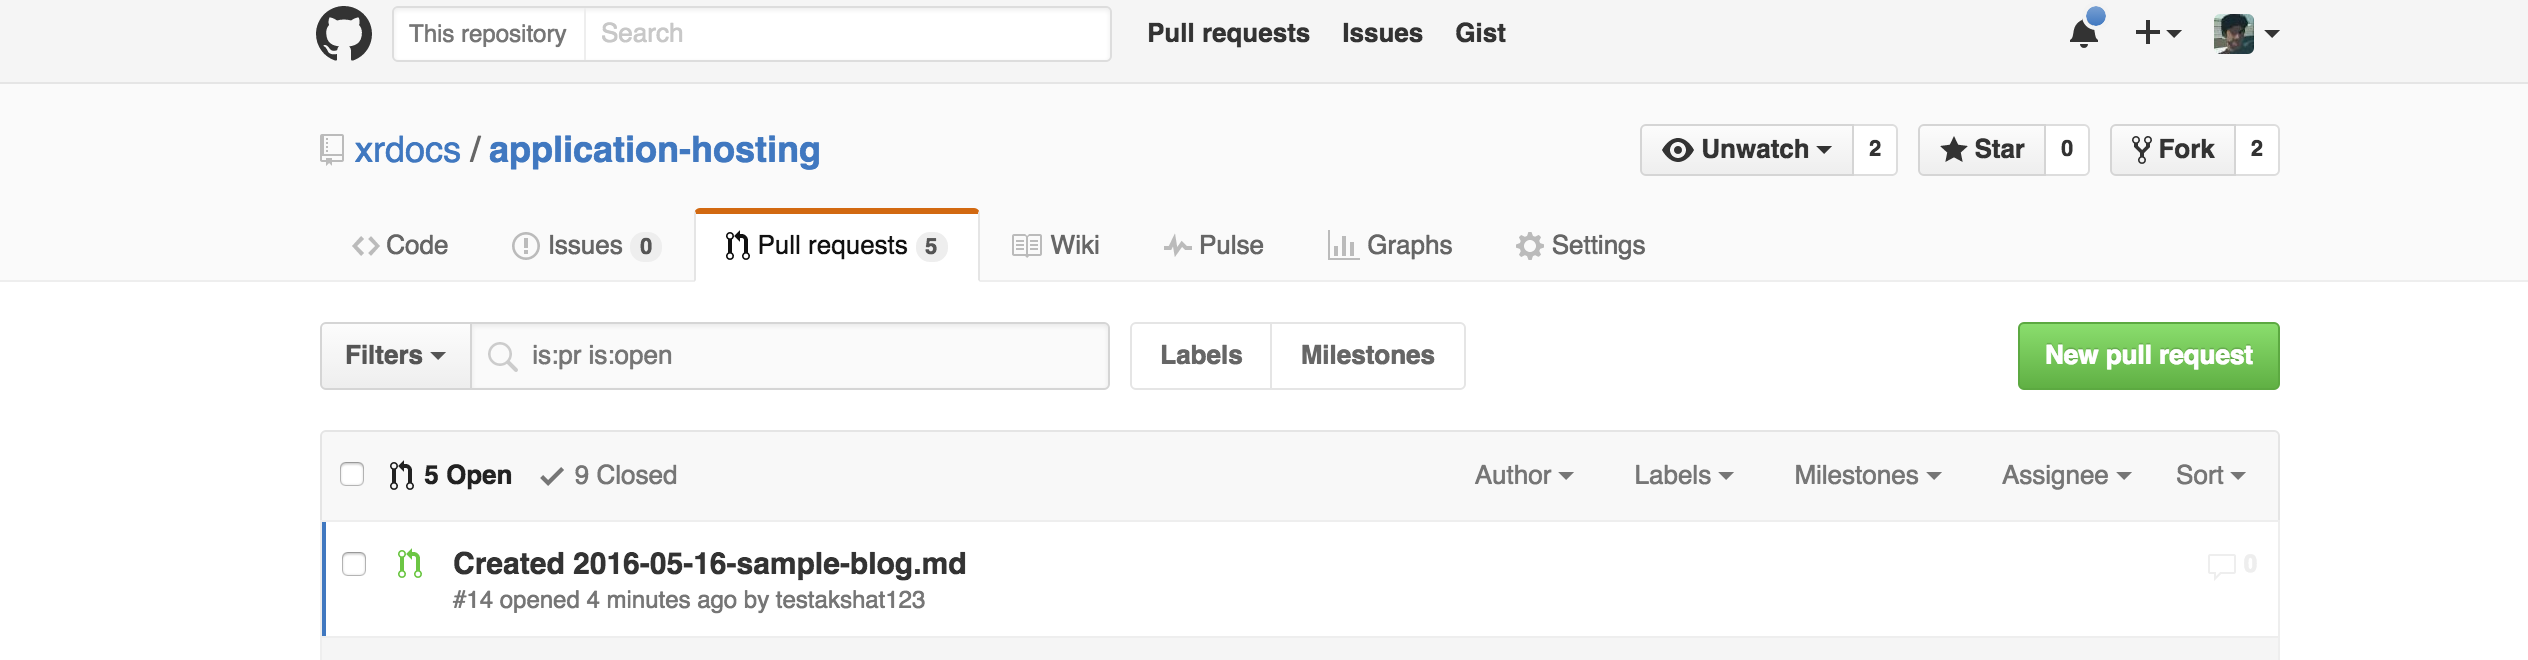 This repository Search Pull requests Issues Gist
xrdocs / application-hosting Unwatch 2 Star 0 Fork 2
Code Issues 0 Pull requests 5 Wiki Pulse Graphs Settings
Filters is:pr is:open Labels Milestones New pull request
5 Open 9 Closed Author Labels Milestones Assignee Sort
Created 2016-05-16-sample-blog.md 0
#14 opened 4 minutes ago by testakshat123